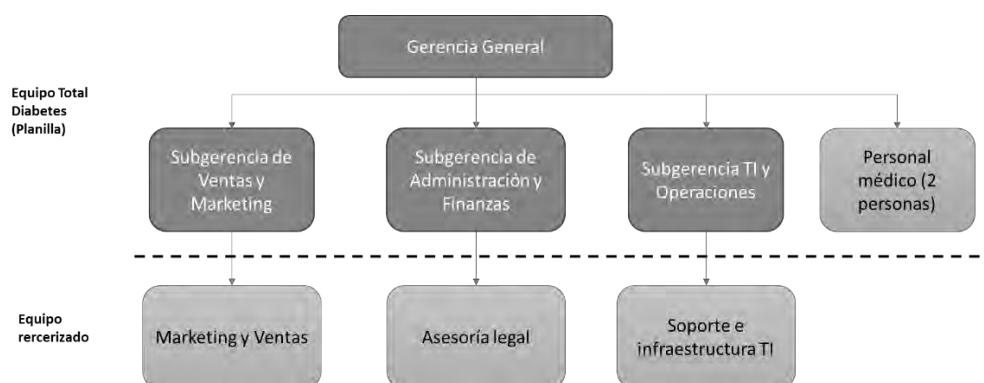 Gerencia General
Equipo Total
Diabetes
(Planilla)
Subgerencia de
Ventas y
Marketing
Subgerencia de
Administración y
Finanzas
Subgerencia TI y
Operaciones
Personal
médico (2
personas)
Equipo
rercerizado
Marketing y Ventas
Asesoría legal
Soporte e
infraestructura TI